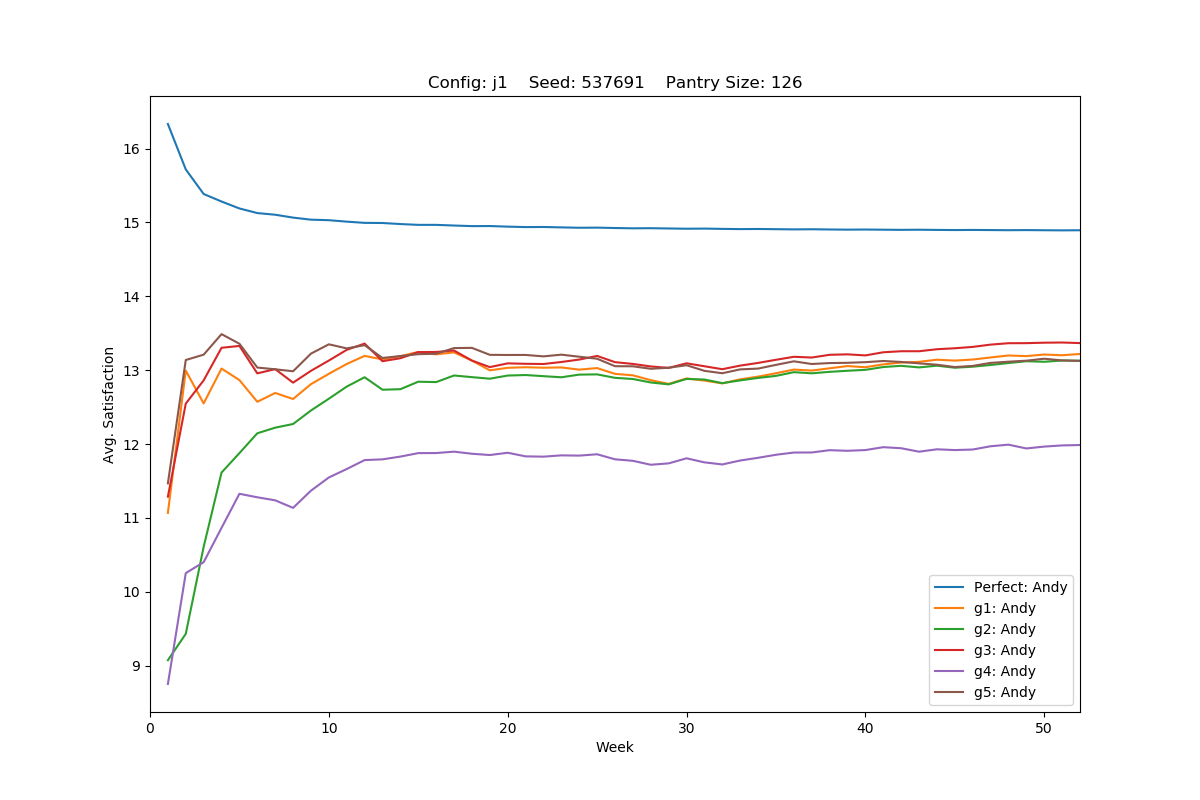 Config: j1    Seed: 537691    Pantry Size: 126
Avg. Satisfaction
16
15
14
13
12
11
10
9
0 10 20 30 40 50
Week
Perfect: Andy
g1: Andy
g2: Andy
g3: Andy
g4: Andy
g5: Andy